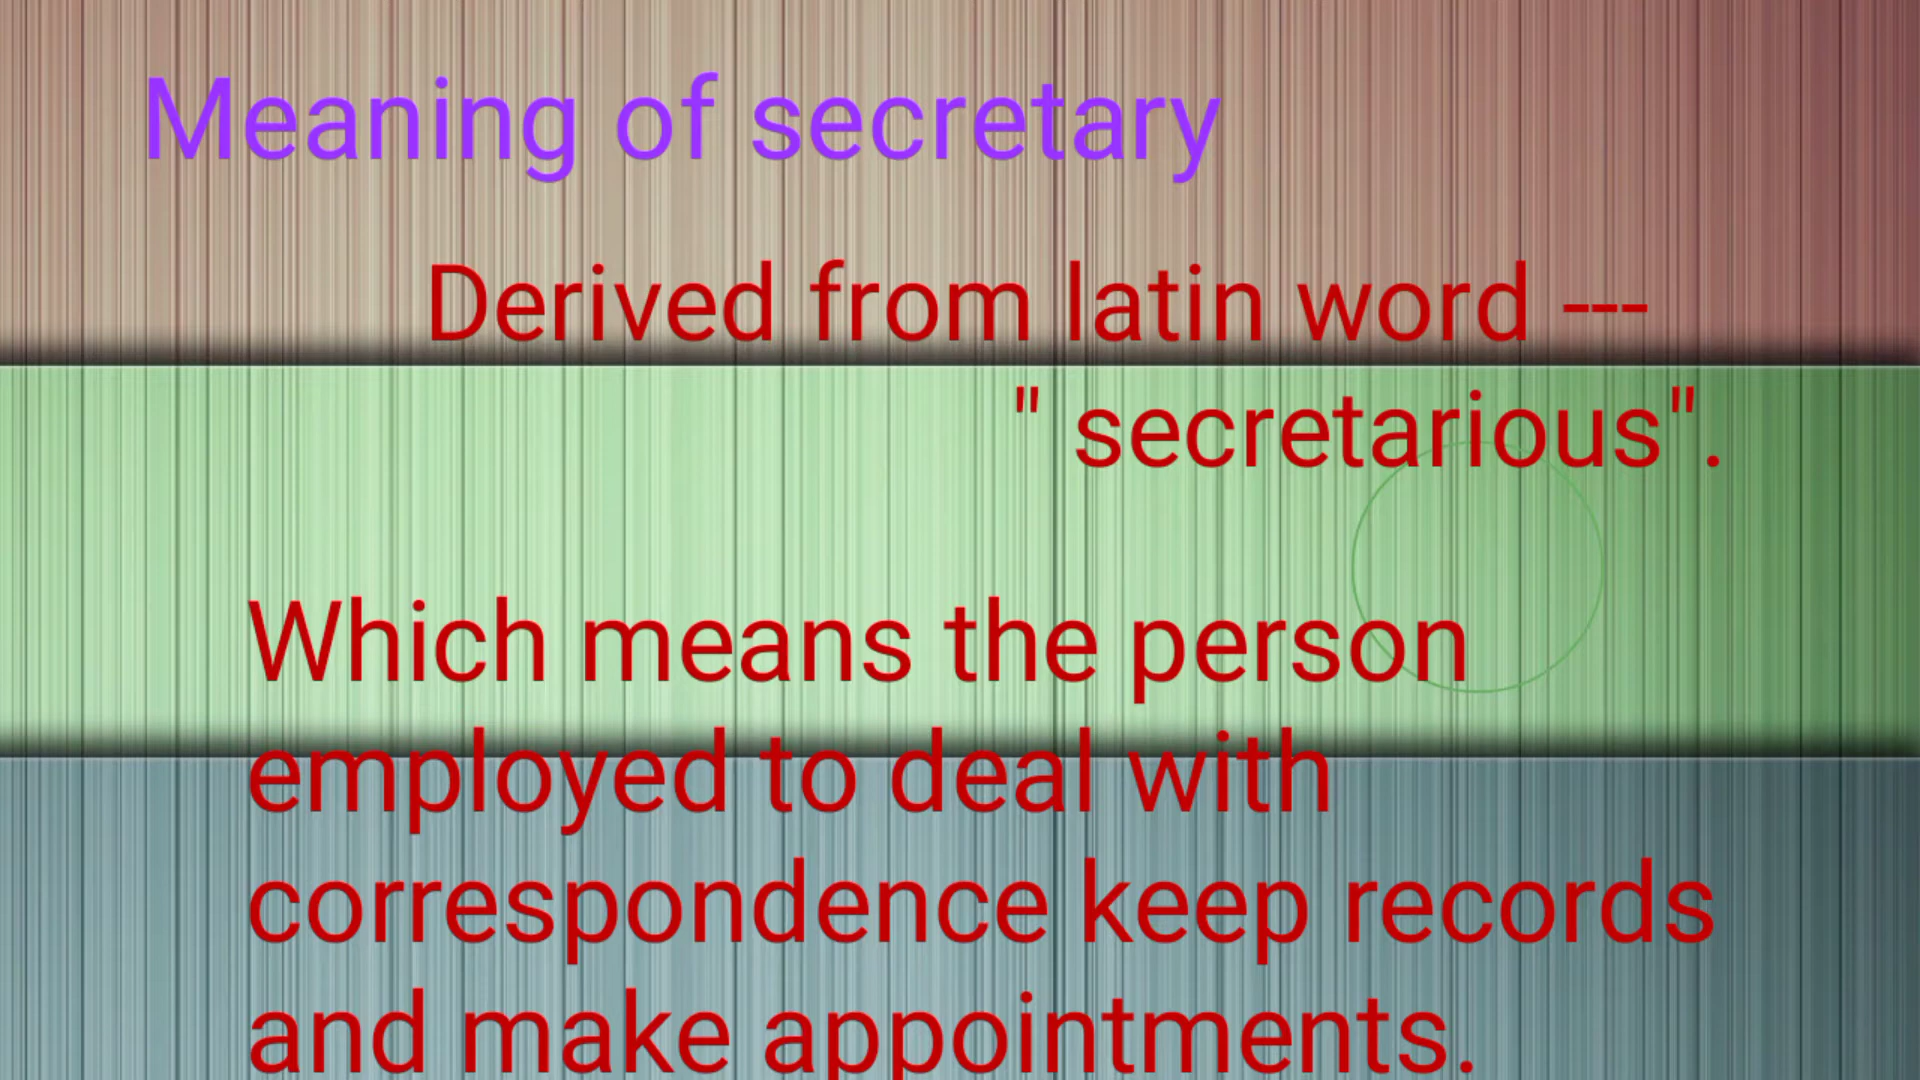 Meaning of secretary
Derived from latin word ---
" secretarious".
Which means the person
employed to deal with
correspondence keep records
and make appointments.